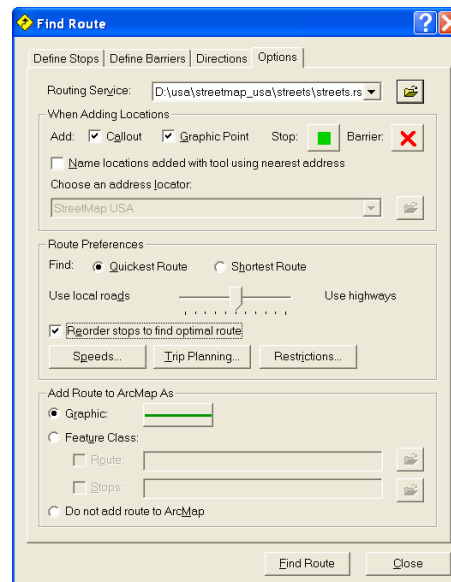 Find Route
Define Stops Define Barriers Directions Options
Routing Service: D:\usa\streetmap_usa\streets\streets.rs
When Adding Locations
Add: Callout Graphic Point Stop: Barrier:
Name locations added with tool using nearest address
Choose an address locator:
StreetMap USA
Route Preferences
Find: Quickest Route Shortest Route
Use local roads Use highways
Reorder stops to find optimal route
Speeds... Trip Planning... Restrictions...
Add Route to ArcMap As
Graphic:
Feature Class:
Route:
Stops:
Do not add route to ArcMap
Find Route Close